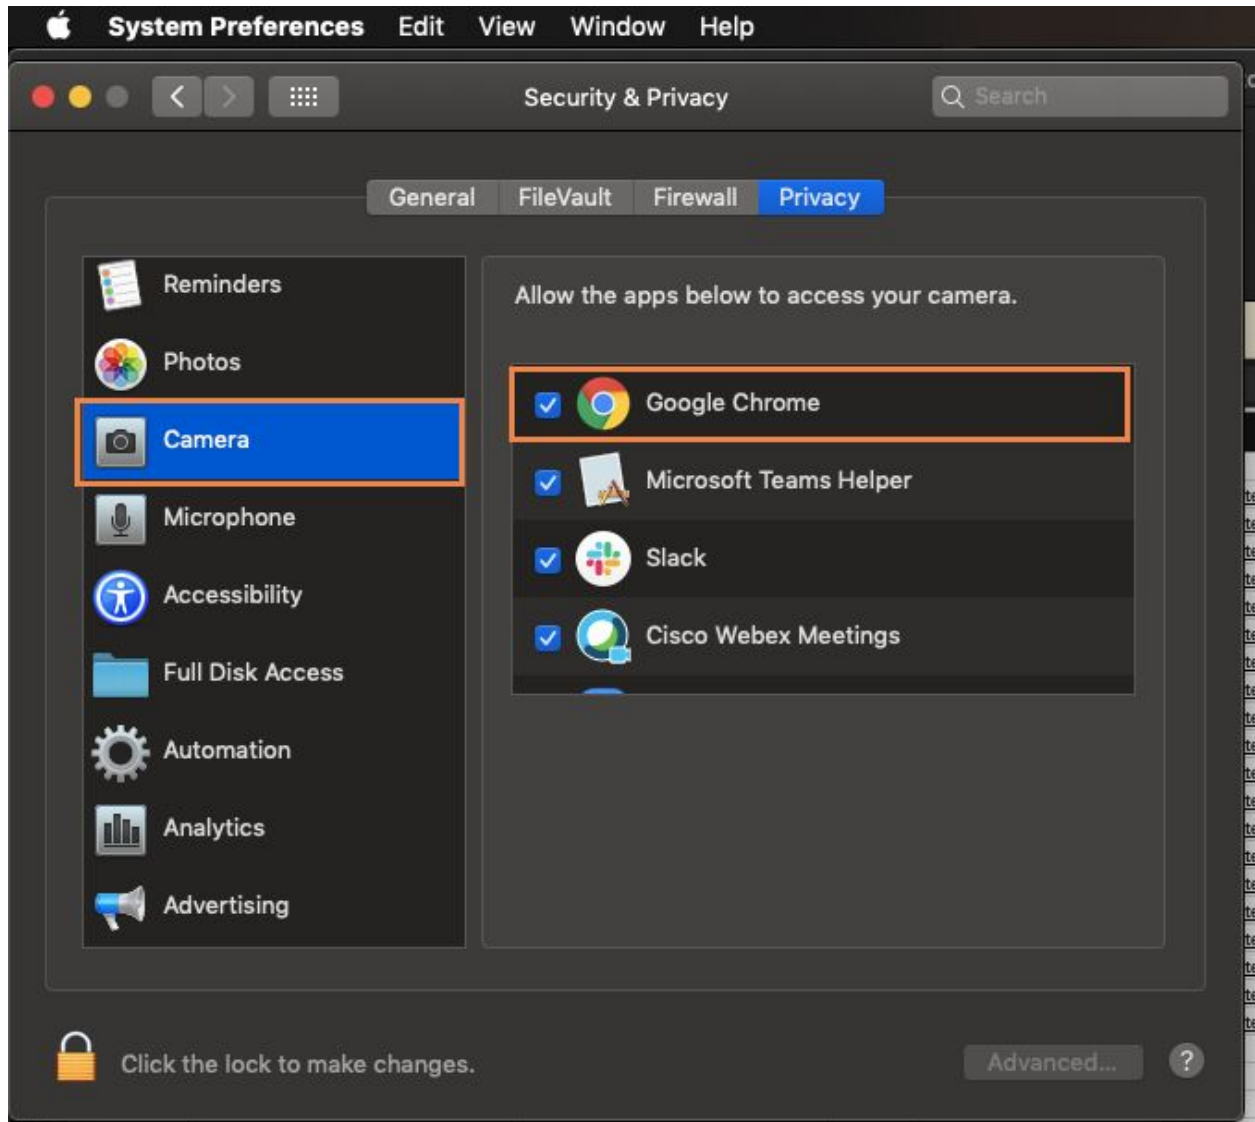 System Preferences Edit View Window Help
Security & Privacy
Search
General FileVault Firewall Privacy
Reminders
Photos
Camera
Microphone
Accessibility
Full Disk Access
Automation
Analytics
Advertising
Allow the apps below to access your camera.
Google Chrome
Microsoft Teams Helper
Slack
Cisco Webex Meetings
Click the lock to make changes.
Advanced...
?